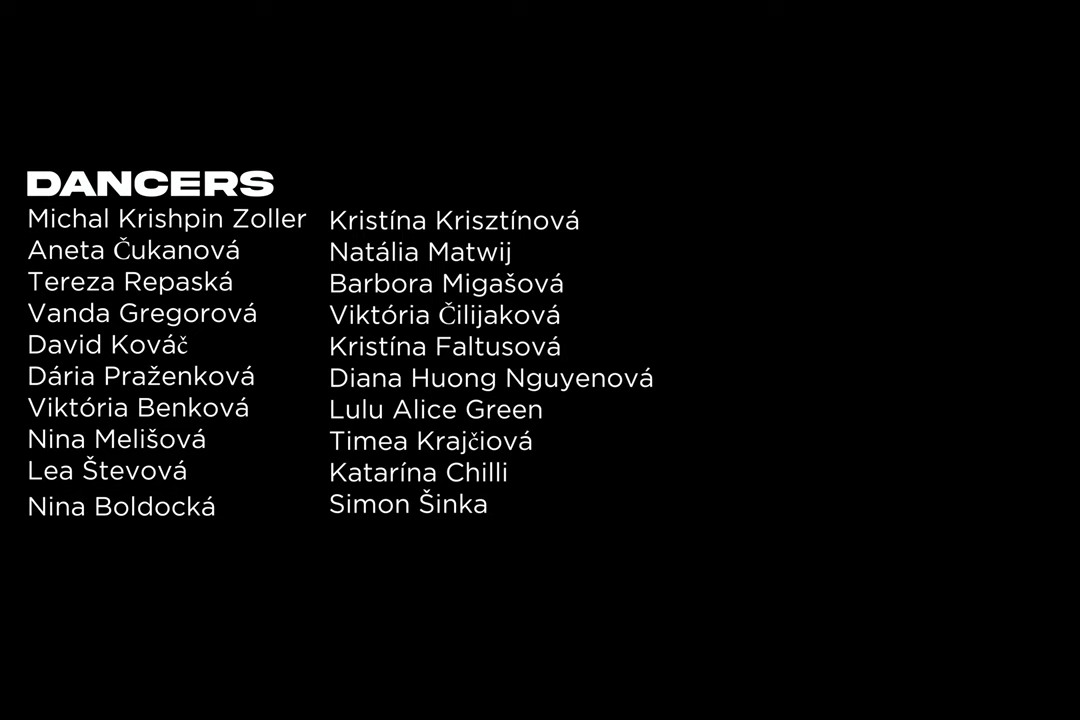 DANCERS
Michal Krishpin Zoller
Aneta Čukanová
Tereza Repaská
Vanda Gregorová
David Kováč
Dária Praženková
Viktória Benková
Nina Melišová
Lea Števová
Nina Boldocká
Kristína Krisztínová
Natália Matwij
Barbora Migašová
Viktória Čilijaková
Kristína Faltusová
Diana Huong Nguyenová
Lulu Alice Green
Timea Krajčiová
Katarína Chilli
Simon Šinka